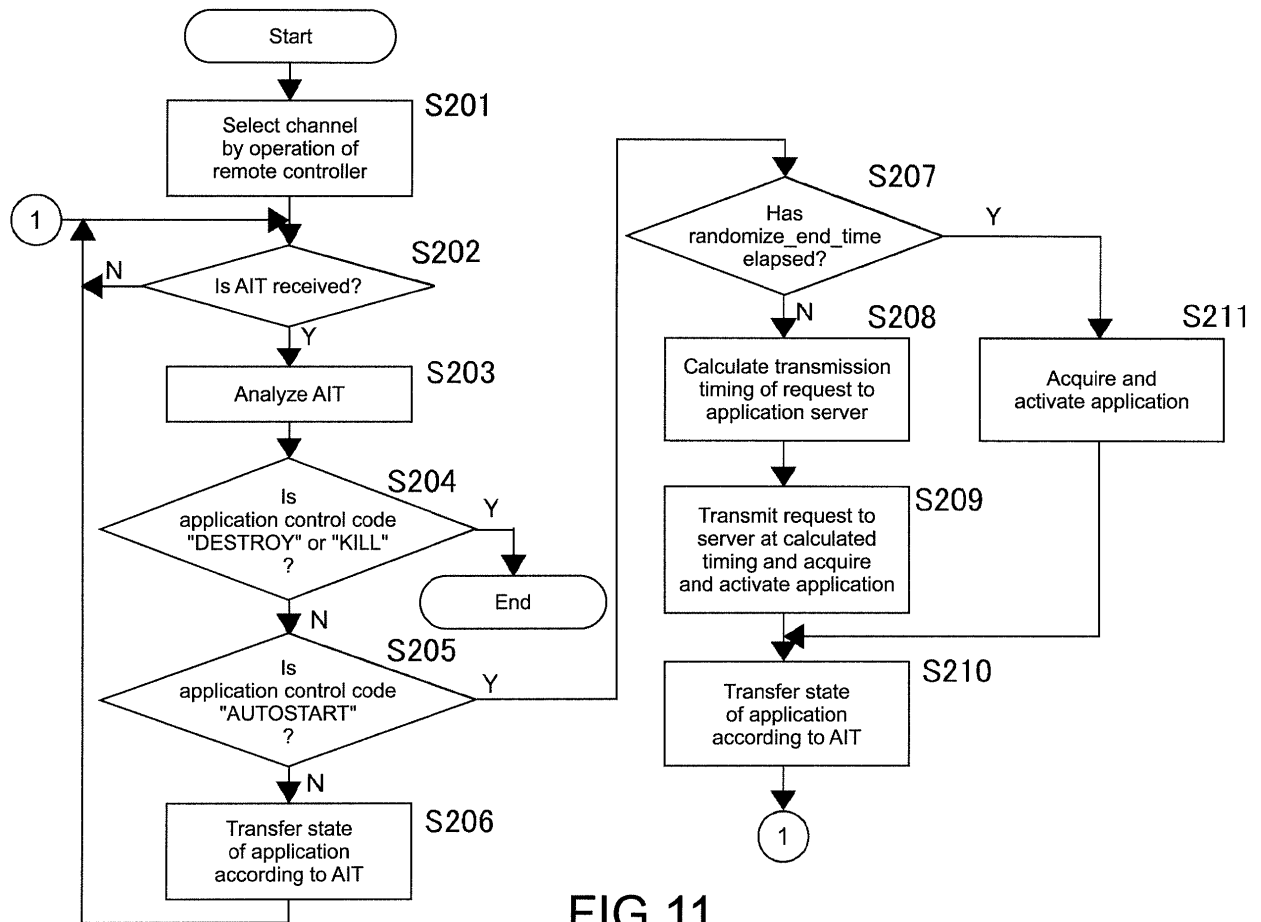 Start
S201
Select channel
by operation of
remote controller
1
S202
N
Is AIT received?
Y
S203
Analyze AIT
S204
Is
application control code
"DESTROY" or "KILL"
?
Y
End
N
S205
Is
application control code
"AUTOSTART"
?
Y
N
S206
Transfer state
of application
according to AIT
S207
Has
randomize_end_time
elapsed?
Y
N
S208
Calculate transmission
timing of request to
application server
S211
Acquire and
activate application
S209
Transmit request to
server at calculated
timing and acquire
and activate application
S210
Transfer state
of application
according to AIT
1
FIG.11